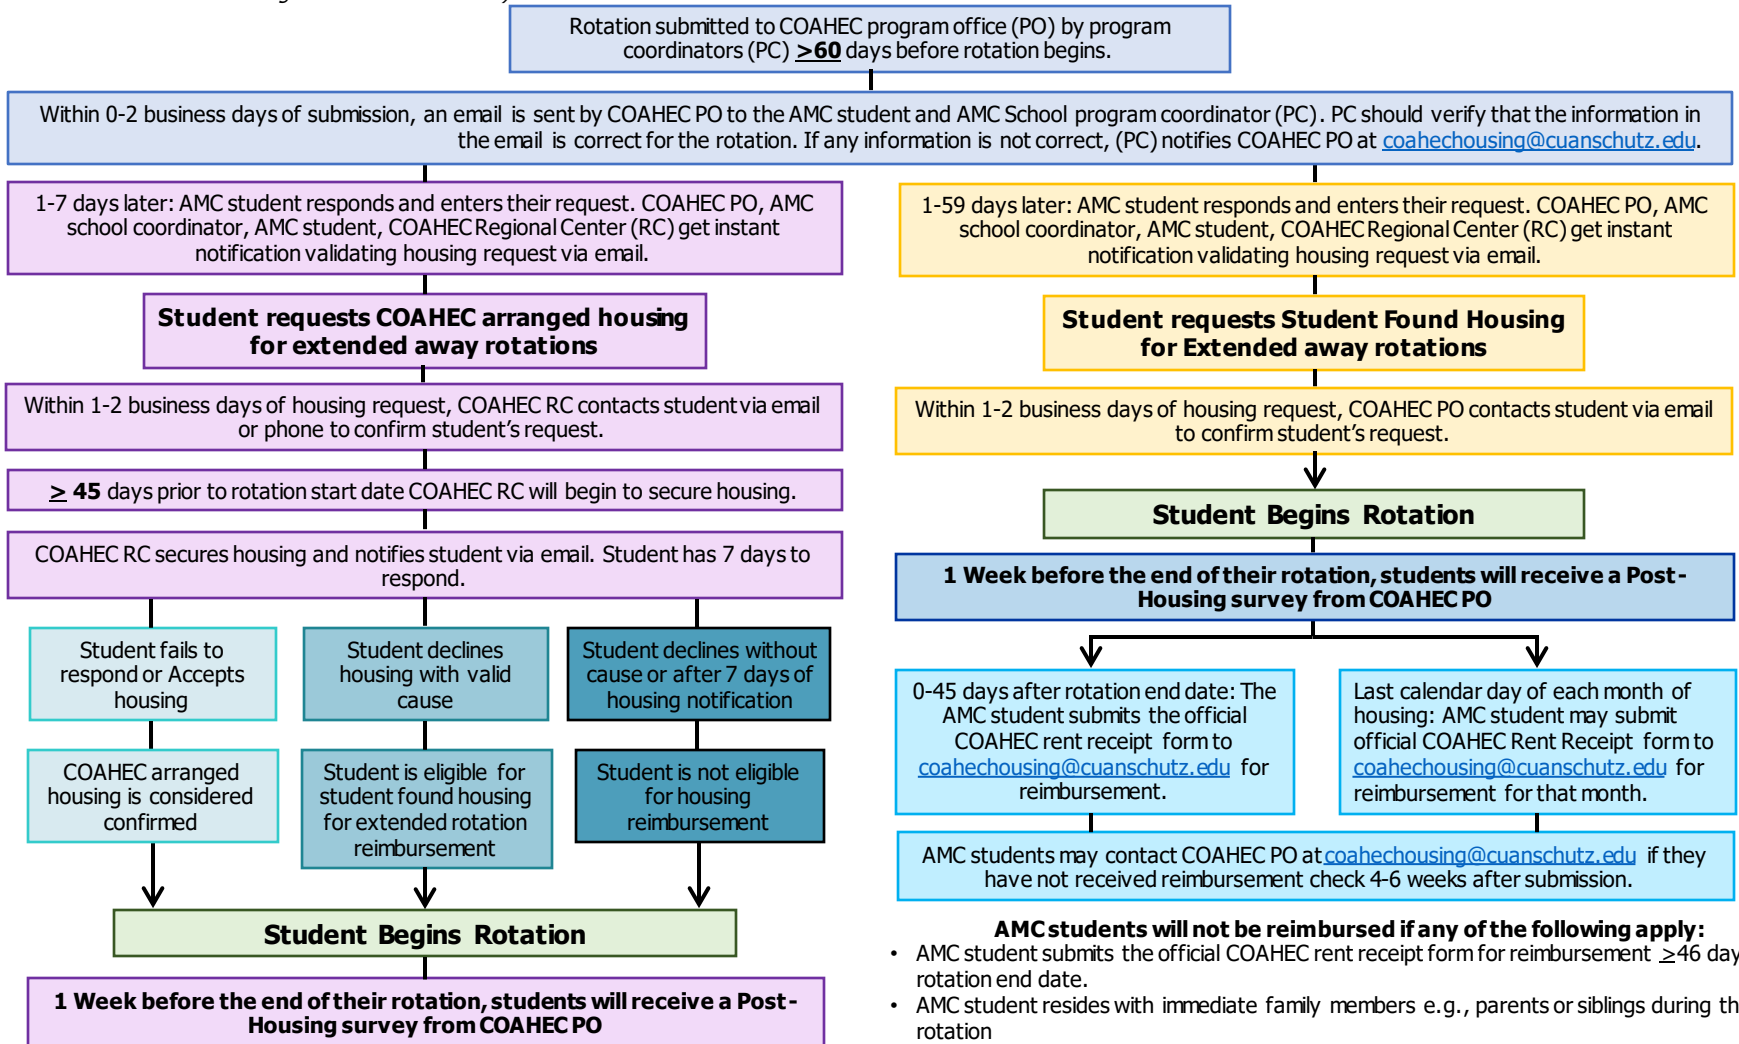 Rotation submitted to COAHEC program office (PO) by program
coordinators (PC) >60 days before rotation begins.
Within 0-2 business days of submission, an email is sent by COAHEC PO to the AMC student and AMC School program coordinator (PC). PC should verify that the information in
the email is correct for the rotation. If any information is not correct, (PC) notifies COAHEC PO at coahechousing@cuanschutz.edu.
1-7 days later: AMC student responds and enters their request. COAHEC PO, AMC
school coordinator, AMC student, COAHEC Regional Center (RC) get instant
notification validating housing request via email.
Student requests COAHEC arranged housing
for extended away rotations
Within 1-2 business days of housing request, COAHEC RC contacts student via email
or phone to confirm student's request.
> 45 days prior to rotation start date COAHEC RC will begin to secure housing.
COAHEC RC secures housing and notifies student via email. Student has 7 days to
respond.
Student fails to
respond or Accepts
housing
Student declines
housing with valid
cause
Student declines without
cause or after 7 days of
housing notification
COAHEC arranged
housing is considered
confirmed
Student is eligible for
student found housing
for extended rotation
reimbursement
Student is not eligible
for housing
reimbursement
Student Begins Rotation
1 Week before the end of their rotation, students will receive a Post-
Housing survey from COAHEC PO
1-59 days later: AMC student responds and enters their request. COAHEC PO, AMC
school coordinator, AMC student, COAHEC Regional Center (RC) get instant
notification validating housing request via email.
Student requests Student Found Housing
for Extended away rotations
Within 1-2 business days of housing request, COAHEC PO contacts student via email
to confirm student's request.
Student Begins Rotation
1 Week before the end of their rotation, students will receive a Post-
Housing survey from COAHEC PO
0-45 days after rotation end date: The
AMC student submits the official
COAHEC rent receipt form to
coahechousing@cuanschutz.edu for
reimbursement.
Last calendar day of each month of
housing: AMC student may submit
official COAHEC Rent Receipt form to
coahechousing@cuanschutz.edu for
reimbursement for that month.
AMC students may contact COAHEC PO at coahechousing@cuanschutz.edu if they
have not received reimbursement check 4-6 weeks after submission.
AMC students will not be reimbursed if any of the following apply:
• AMC student submits the official COAHEC rent receipt form for reimbursement >46 day
rotation end date.
• AMC student resides with immediate family members e.g., parents or siblings during th
rotation